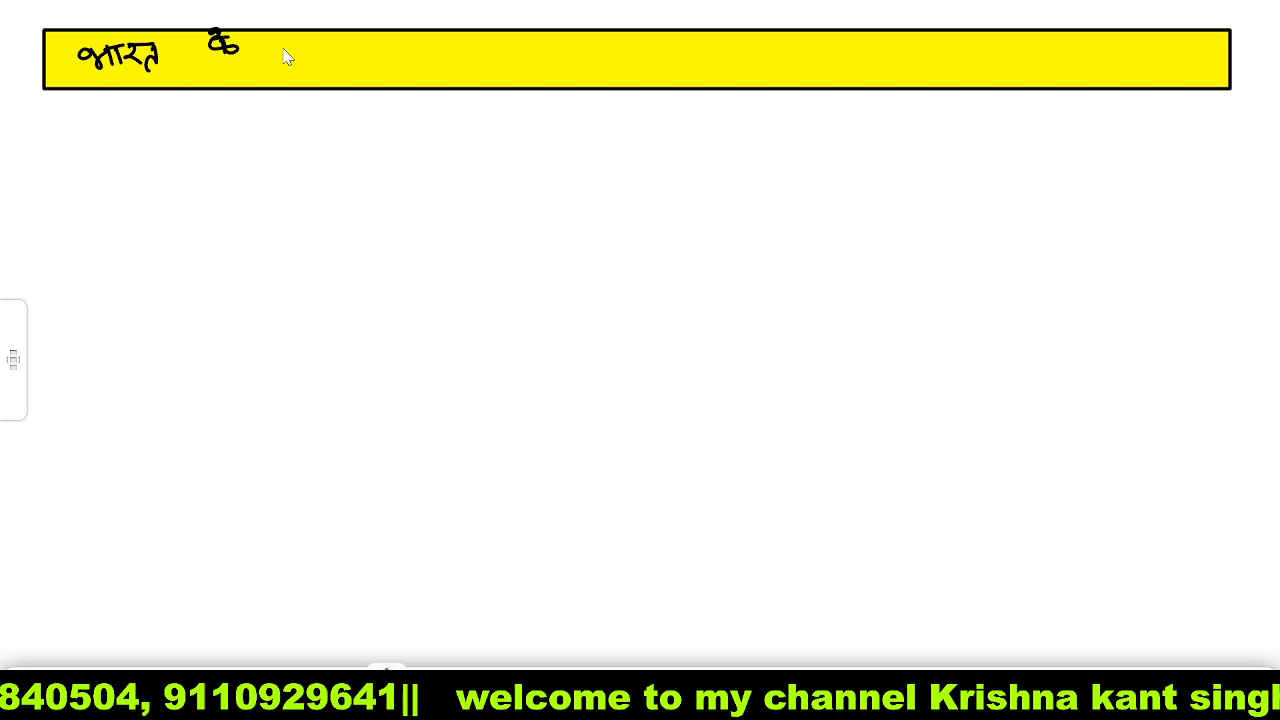 भारत के
840504, 9110929641|| welcome to my channel Krishna kant singh